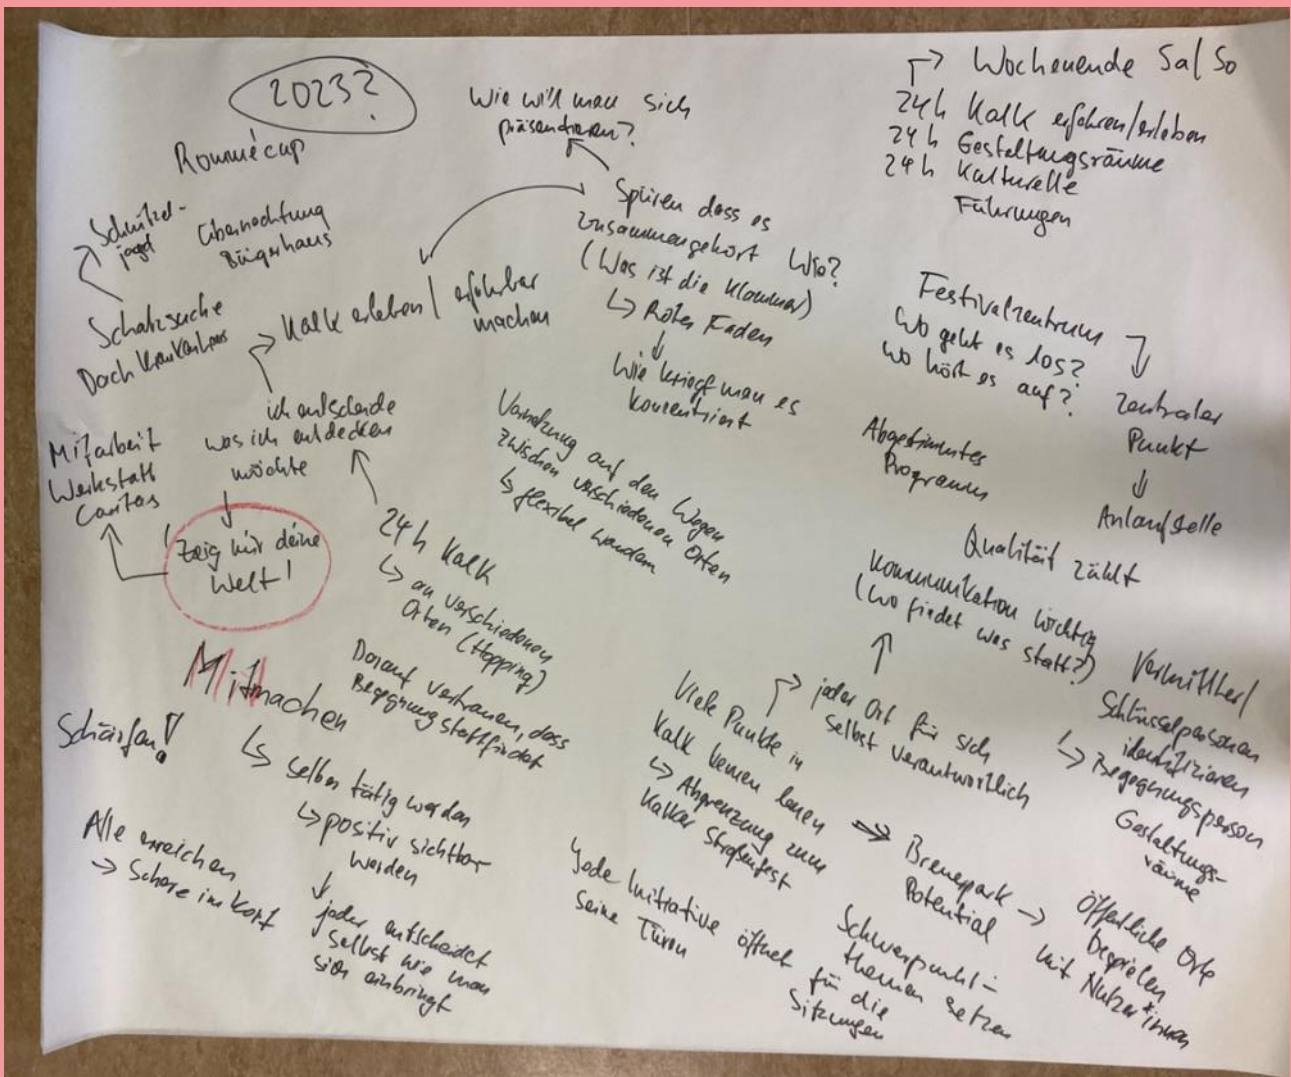 2023?
Rommécup
Schnitzel-
jagd
Übernachtung
Bürgerhaus
Schatzsuche
Dach Krankenhaus
Kalk erleben / erfahrbar
machen
ich entscheide
was ich entdecken
möchte
Mitarbeit
Werkstatt
Caritas
Zeig mir deine
Welt!
24h Kalk
an verschiedenen
Orten (Hopping)
Darauf vertrauen, dass
Begegnung stattfindet
Mitmachen
Schärfen!
selber tätig werden
positiv sichtbar
werden
jeder entscheidet
selbst wie man
sich einbringt
Alle erreichen
Schere im Kopf
Wie will man sich
präsentieren?
Spüren dass es
zusammengehört Wie?
(Was ist die Klammer)
Roter Faden
Wie kriegt man es
konzentriert
Vernetzung auf den Wegen
zwischen verschiedenen Orten
flexibel wandern
Wochenende Sa/So
24h Kalk erfahren/erleben
24h Gestaltungsräume
24h Kulturelle
Führungen
Festivalzentrum
Wo geht es los?
Wo hört es auf?
Zentraler
Punkt
Anlaufstelle
Abgestimmtes
Programm
Qualität zählt
Kommunikation wichtig
(Wo findet was statt?)
jeder Ort für sich
selbst verantwortlich
Viele Punkte in
Kalk kennen lernen
Abgrenzung zum
Kalker Straßenfest
Vermittler/
Schlüsselpersonen
identifizieren
Begegnungsperson
Gestaltungs-
räume
Potential
Öffentliche Orte
bespielen
mit Nutzer*innen
Jede Initiative öffnet
seine Türen
für die
Sitzungen
Schwerpunkt-
themen setzen